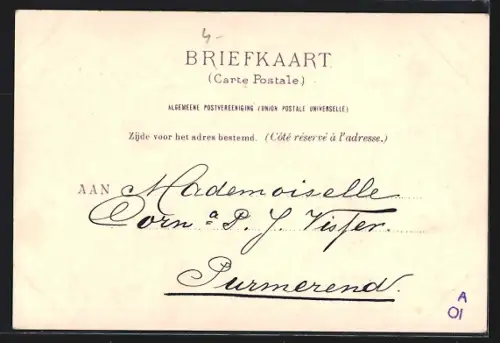 4-
BRIEFKAART
(Carte Postale.)
ALGEMEENE POSTVEREENIGING (UNION POSTALE UNIVERSELLE)
Zijde voor het adres bestemd. (Côté réservé à l'adresse.)
AAN Mademoiselle
Corn a P. J. Visser.
Purmerend.
A
01